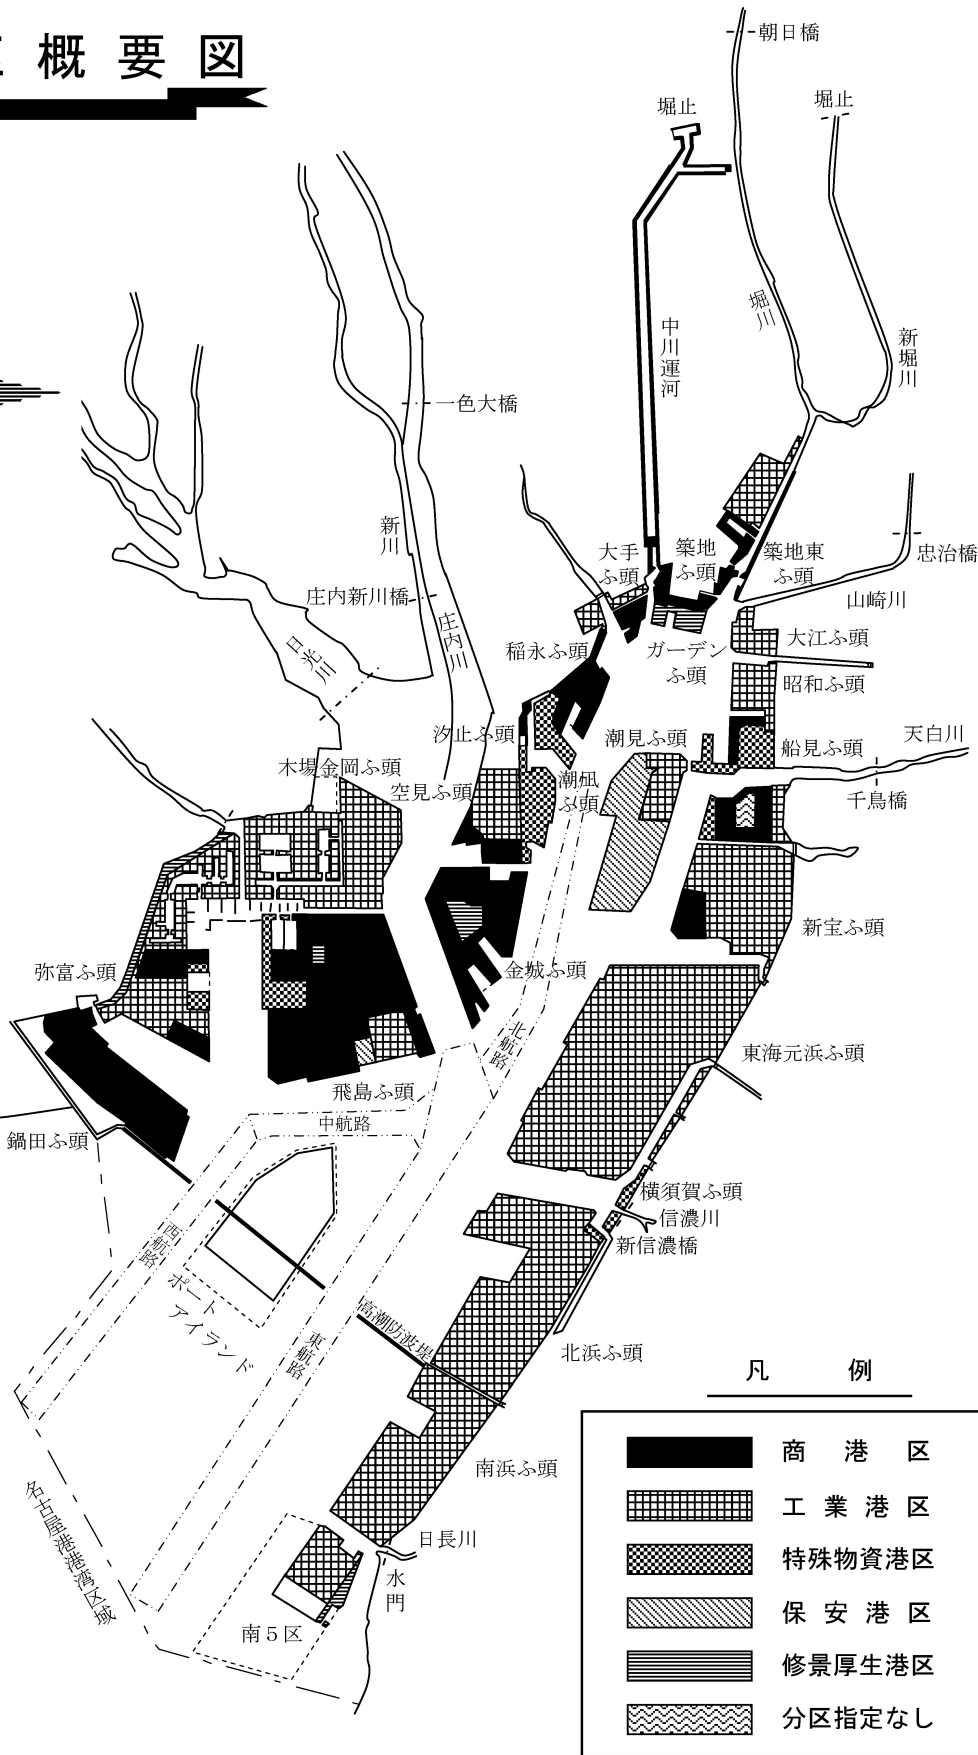 概要図
朝日橋
堀止
堀止
堀川
中川運河
新堀川
一色大橋
新川
大手
ふ頭
築地
ふ頭
築地東
ふ頭
忠治橋
庄内新川橋
山崎川
庄内川
日光川
稲永ふ頭
ガーデン
ふ頭
大江ふ頭
昭和ふ頭
汐止ふ頭
潮見ふ頭
船見ふ頭
天白川
木場金岡ふ頭
空見ふ頭
潮凪
ふ頭
千鳥橋
新宝ふ頭
弥富ふ頭
金城ふ頭
北航路
東海元浜ふ頭
飛島ふ頭
中航路
鍋田ふ頭
横須賀ふ頭
信濃川
新信濃橋
西航路
ポート
アイランド
東航路
高潮防波堤
北浜ふ頭
南浜ふ頭
名古屋港港湾区域
日長川
水門
南5区
凡例
商港区
工業港区
特殊物資港区
保安港区
修景厚生港区
分区指定なし